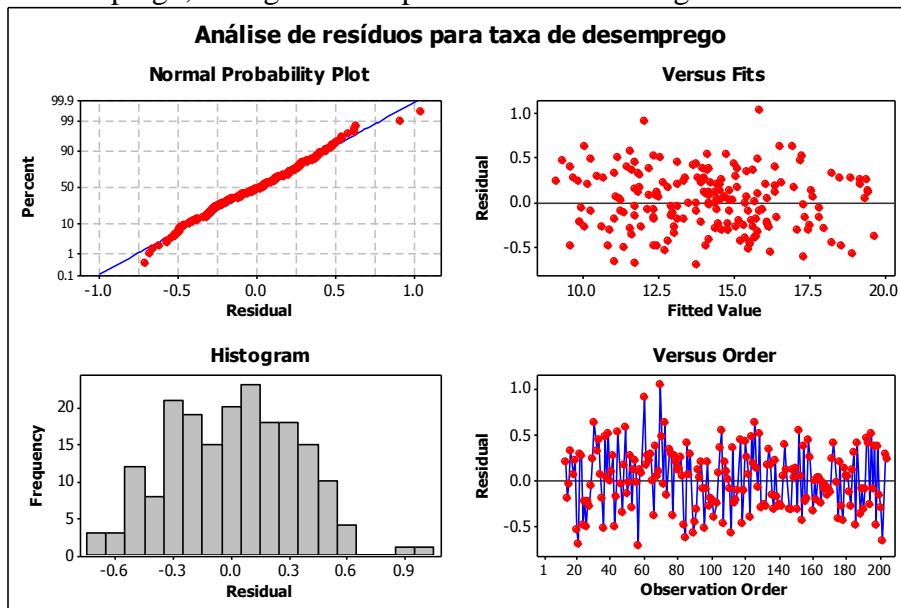 Análise de resíduos para taxa de desemprego
Normal Probability Plot
99.9
99
90
50
10
1
0.1
Percent
-1.0 -0.5 0.0 0.5 1.0
Residual
Versus Fits
1.0
0.5
0.0
-0.5
Residual
10.0 12.5 15.0 17.5 20.0
Fitted Value
Histogram
20
15
10
5
0
Frequency
-0.6 -0.3 0.0 0.3 0.6 0.9
Residual
Versus Order
1.0
0.5
0.0
-0.5
Residual
1 20 40 60 80 100 120 140 160 180 200
Observation Order